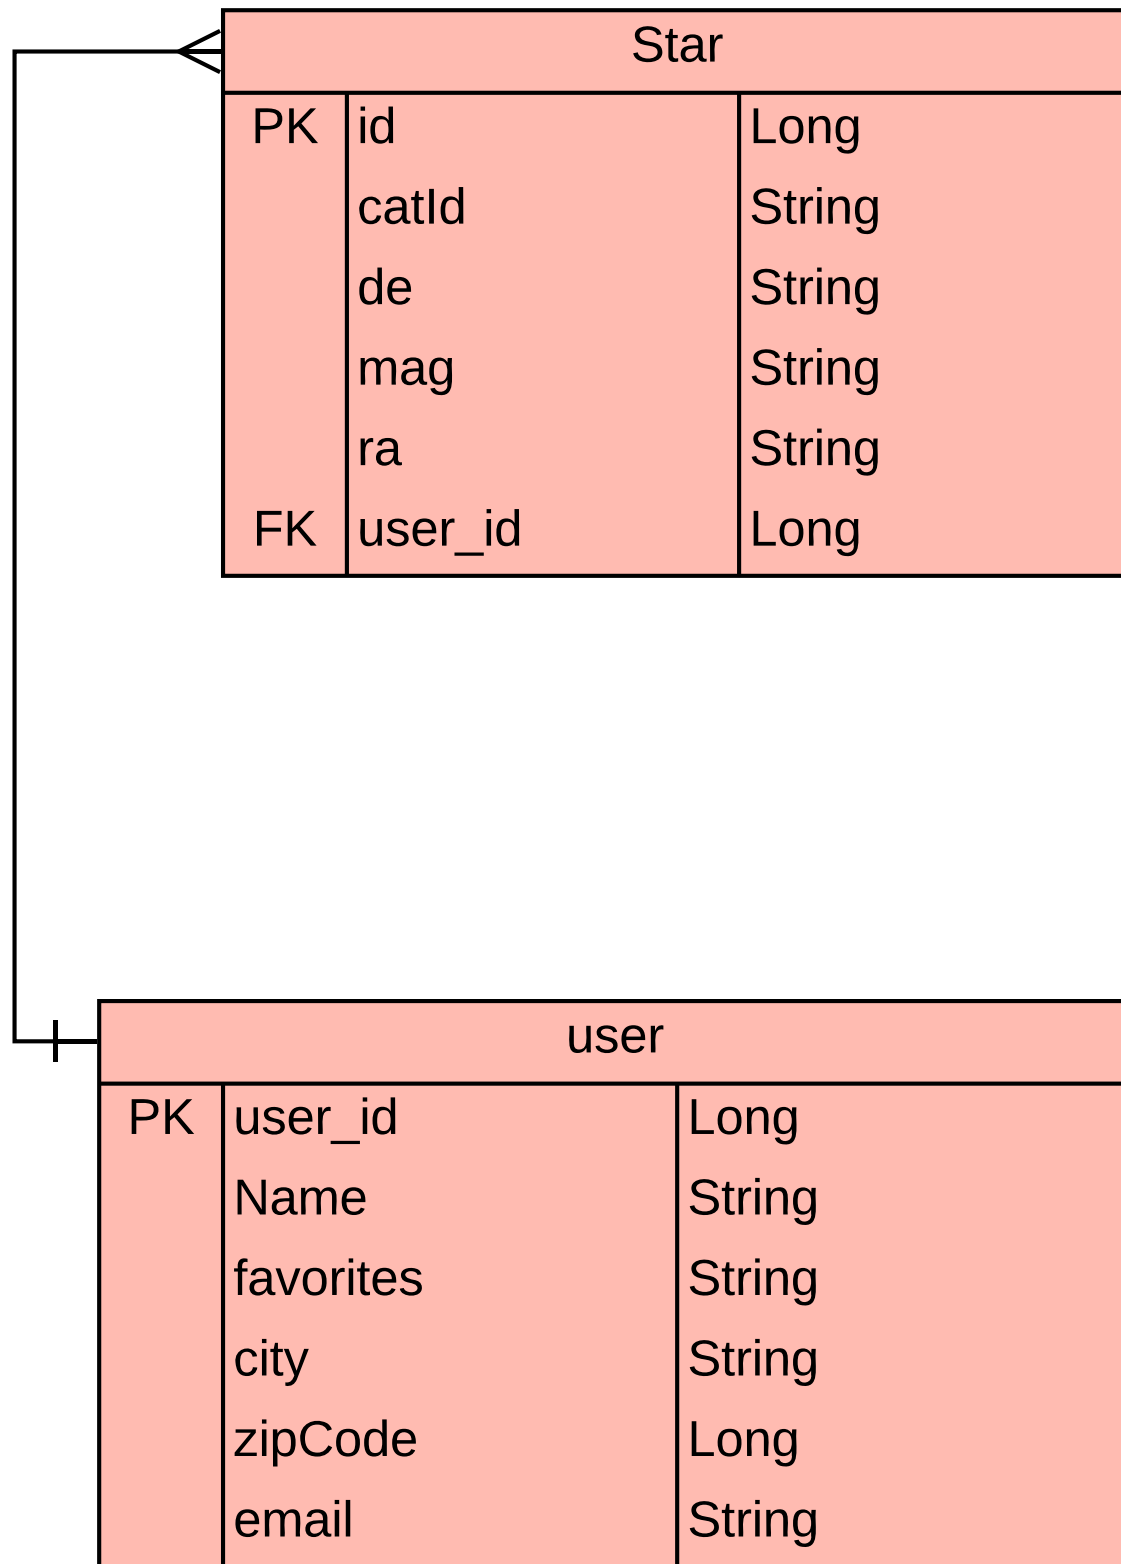 Star
PK id Long
catId String
de String
mag String
ra String
FK user_id Long
user
PK user_id Long
Name String
favorites String
city String
zipCode Long
email String